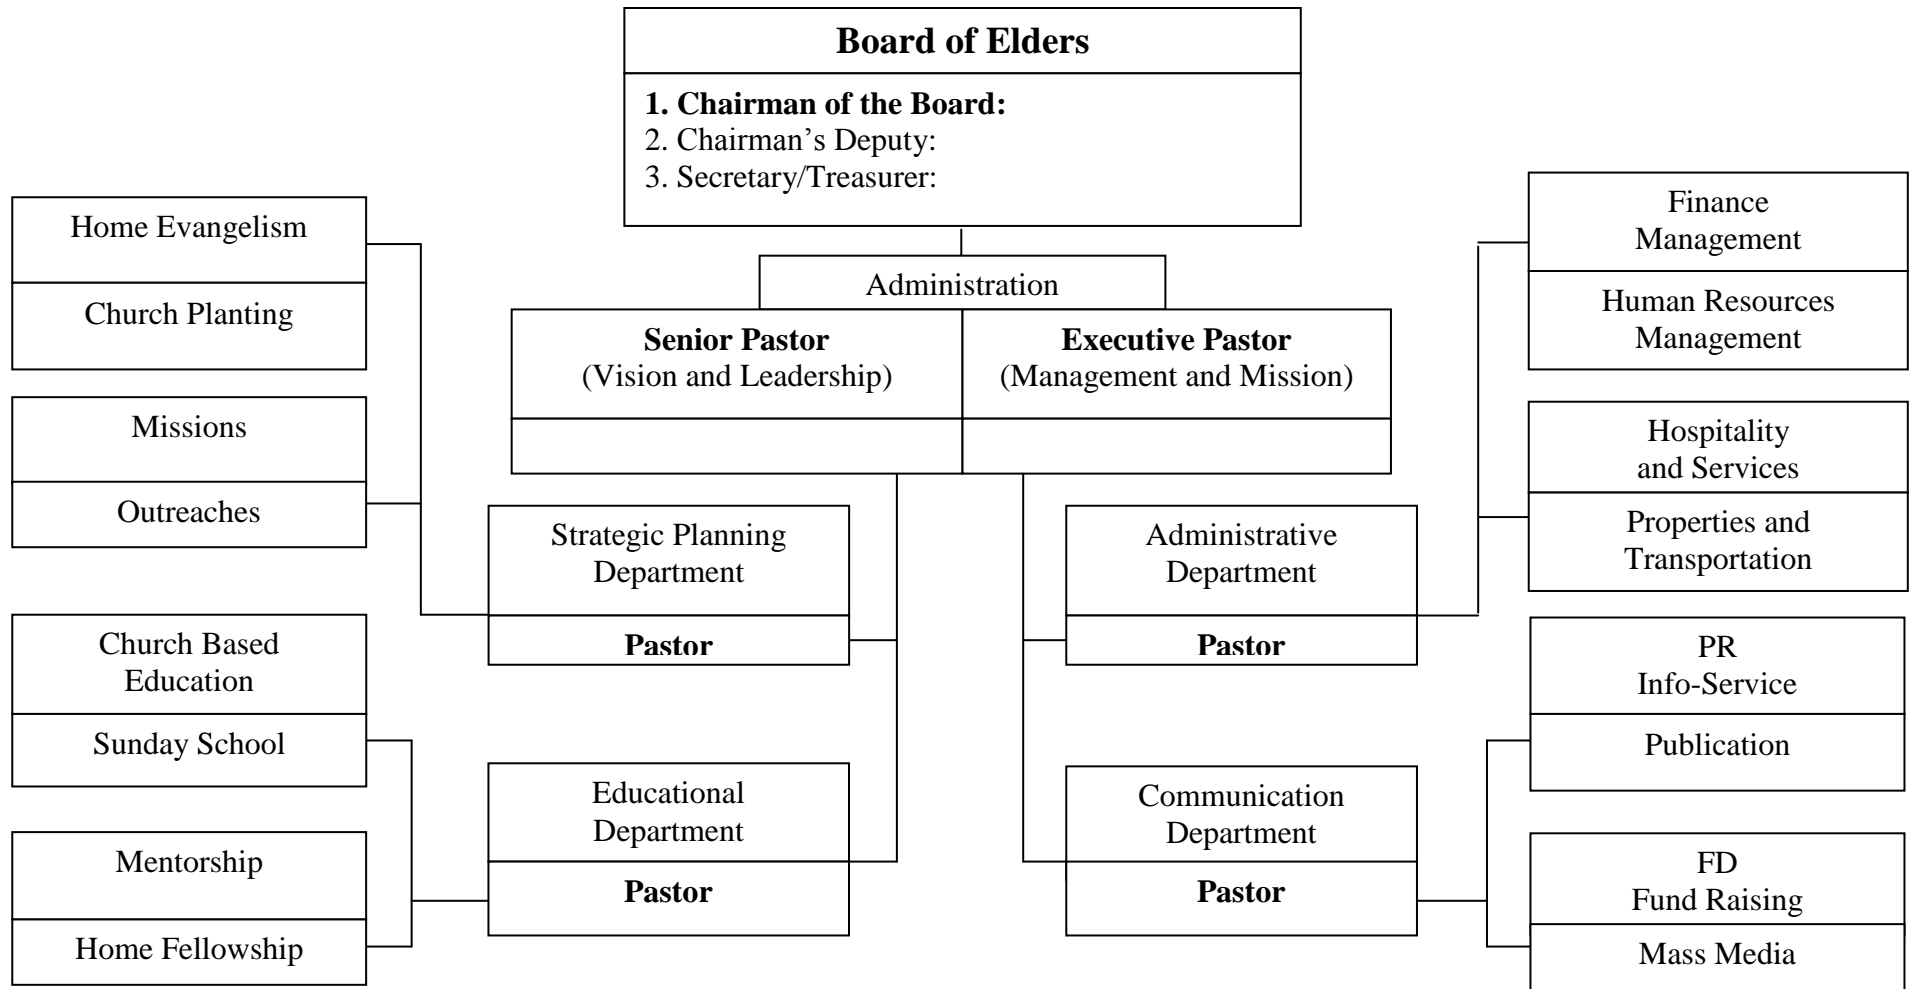 Board of Elders
1. Chairman of the Board:
2. Chairman’s Deputy:
3. Secretary/Treasurer:
Administration
Senior Pastor
(Vision and Leadership)
Executive Pastor
(Management and Mission)
Home Evangelism
Church Planting
Missions
Outreaches
Church Based
Education
Sunday School
Mentorship
Home Fellowship
Strategic Planning
Department
Pastor
Educational
Department
Pastor
Administrative
Department
Pastor
Communication
Department
Pastor
Finance
Management
Human Resources
Management
Hospitality
and Services
Properties and
Transportation
PR
Info-Service
Publication
FD
Fund Raising
Mass Media